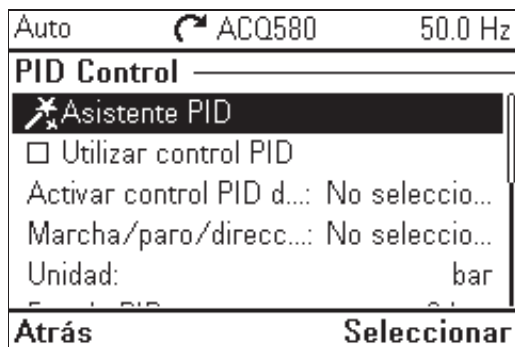 Auto ACQ580 50.0 Hz
PID Control
Asistente PID
Utilizar control PID
Activar control PID d...: No seleccio...
Marcha/paro/direcc...: No seleccio...
Unidad: bar
Atrás Seleccionar